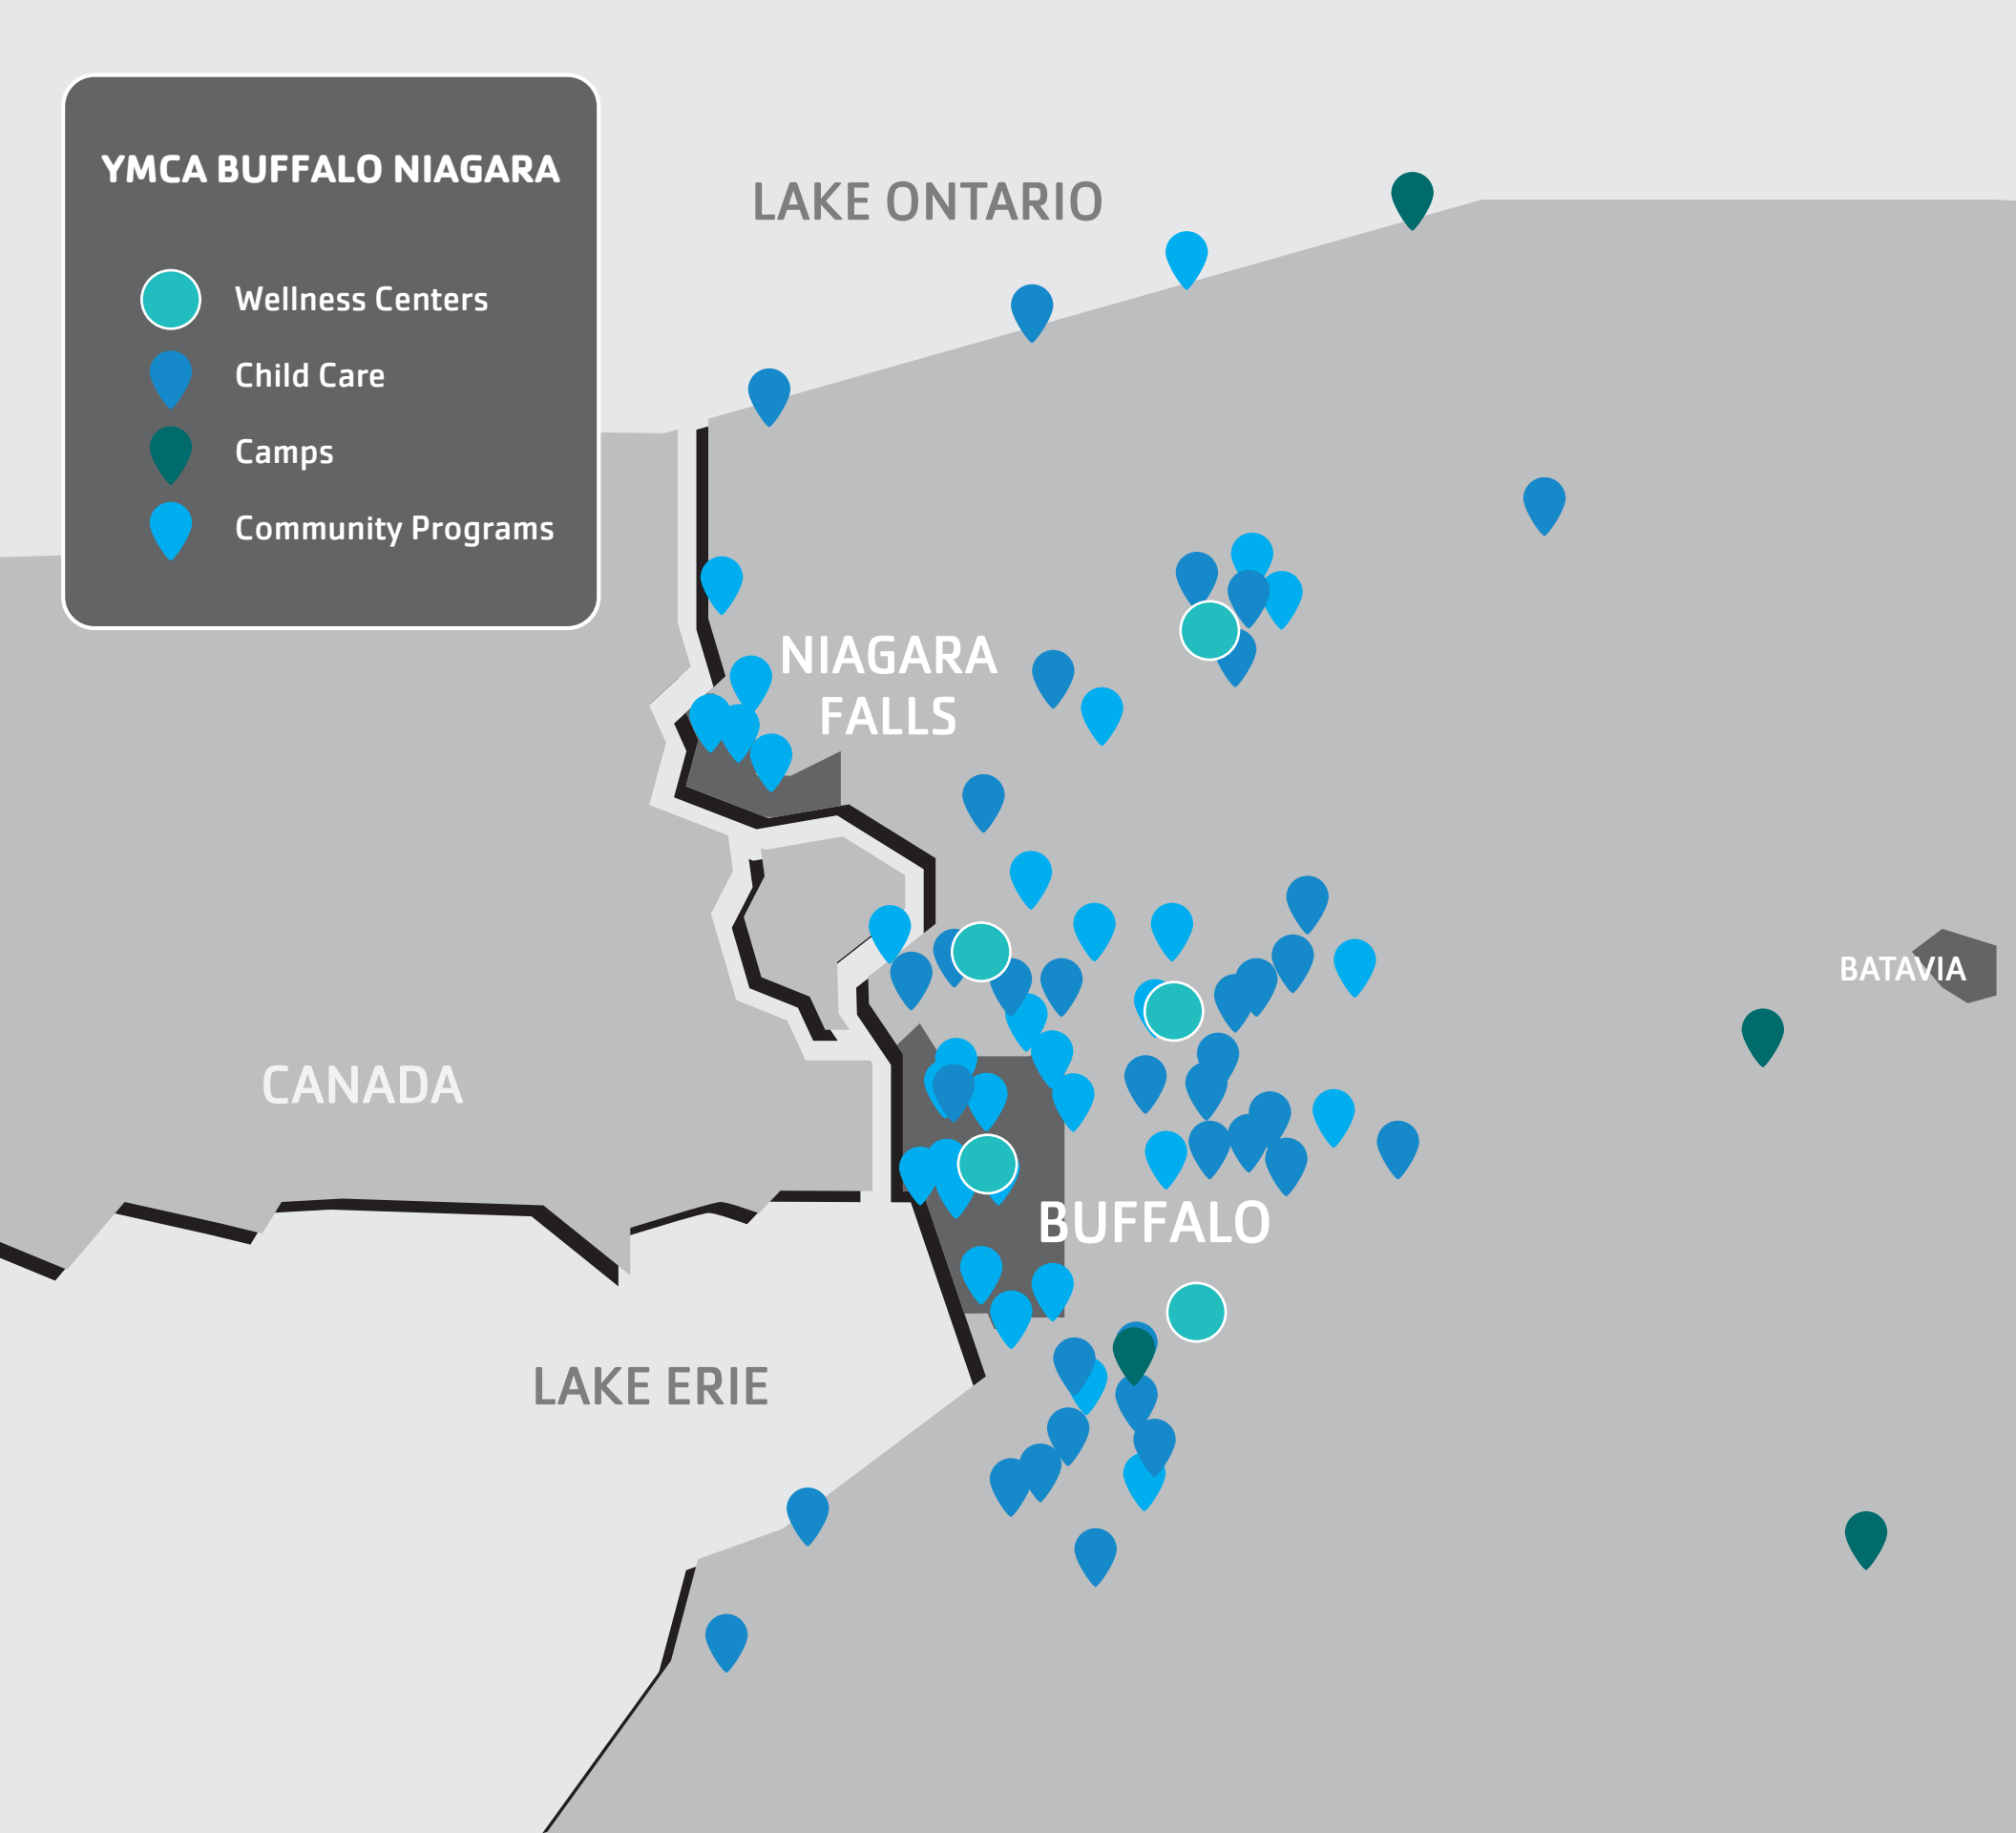 YMCA BUFFALO NIAGARA
Wellness Centers
Child Care
Camps
Community Programs
LAKE ONTARIO
NIAGARA
FALLS
BATAVIA
CANADA
BUFFALO
LAKE ERIE